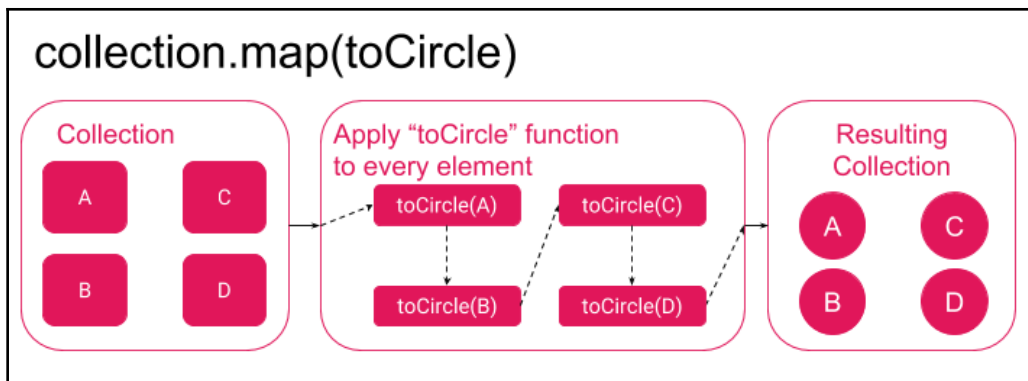 collection.map(toCircle)
Collection
A
C
B
D
Apply “toCircle” function
to every element
toCircle(A)
toCircle(C)
toCircle(B)
toCircle(D)
Resulting
Collection
A
C
B
D